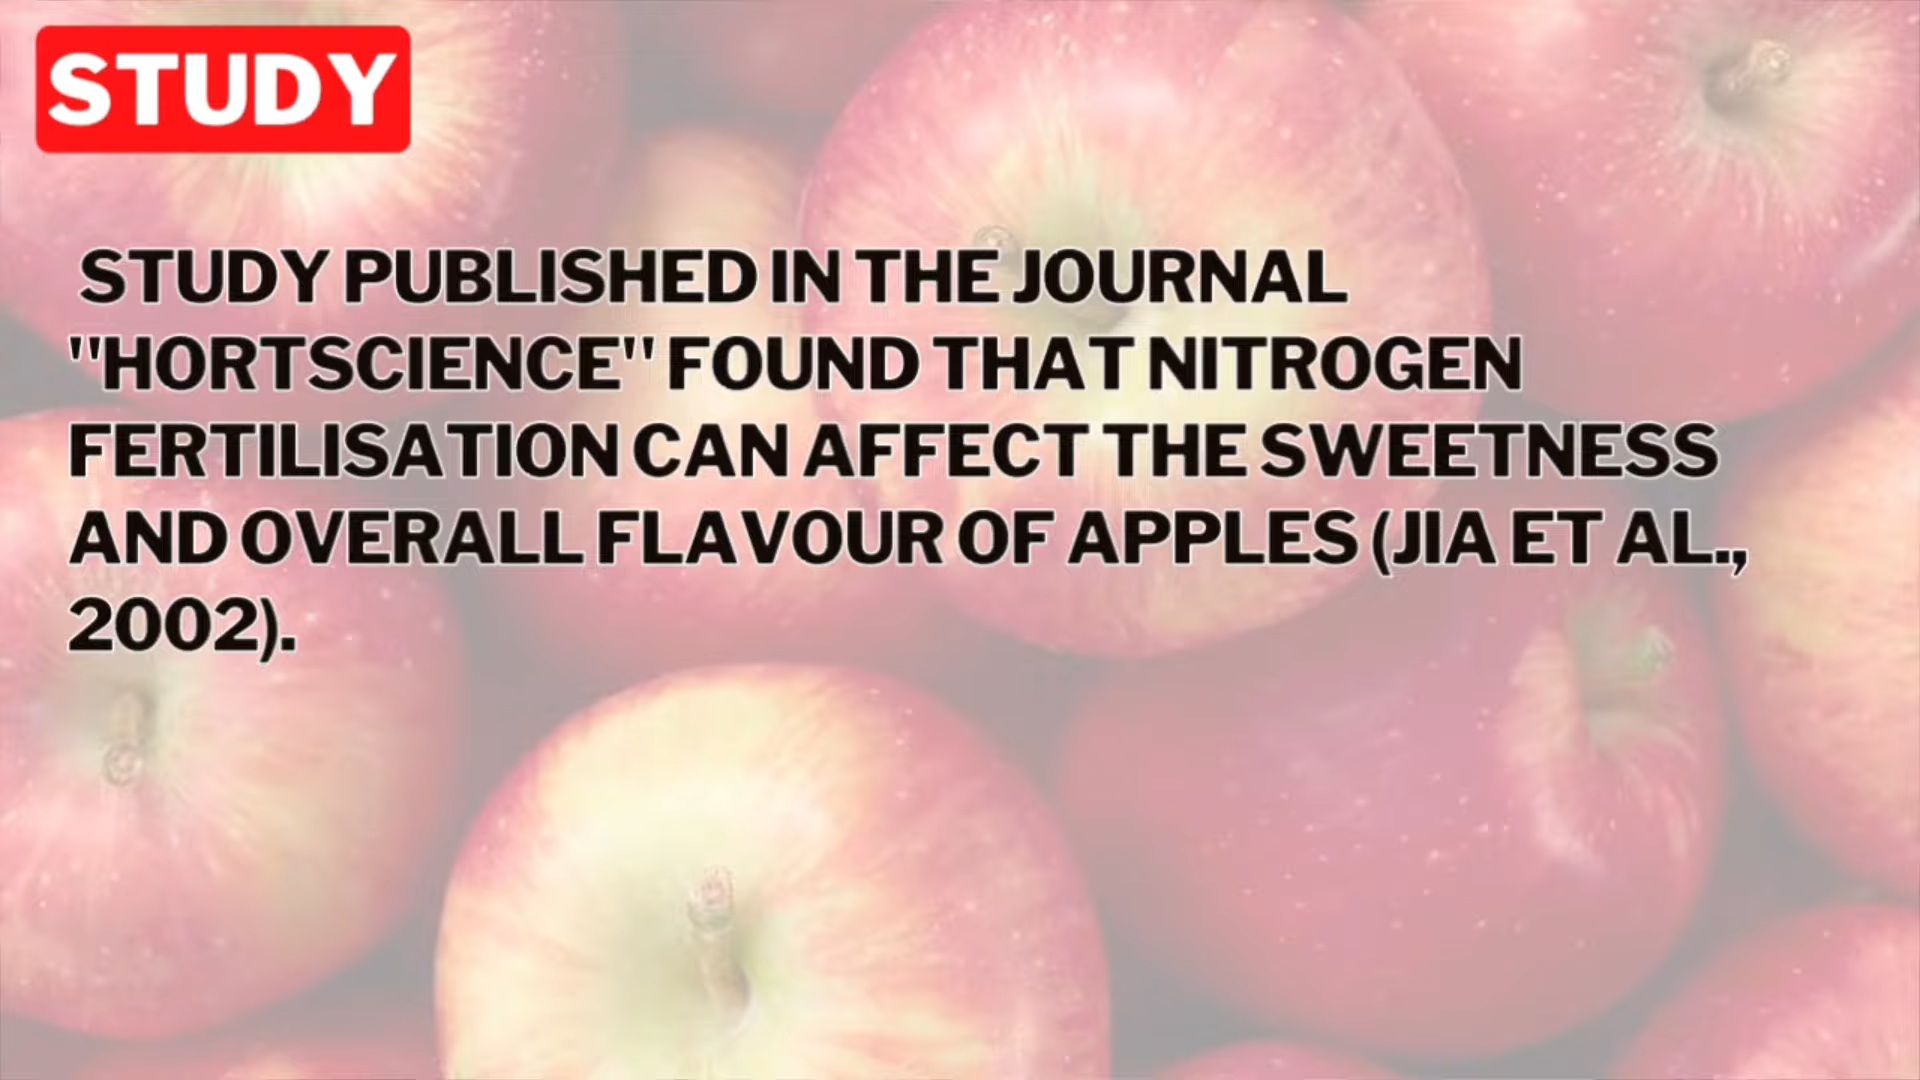 STUDY
STUDY PUBLISHED IN THE JOURNAL
"HORTSCIENCE" FOUND THAT NITROGEN
FERTILISATION CAN AFFECT THE SWEETNESS
AND OVERALL FLAVOUR OF APPLES (JIA ET AL.,
2002).